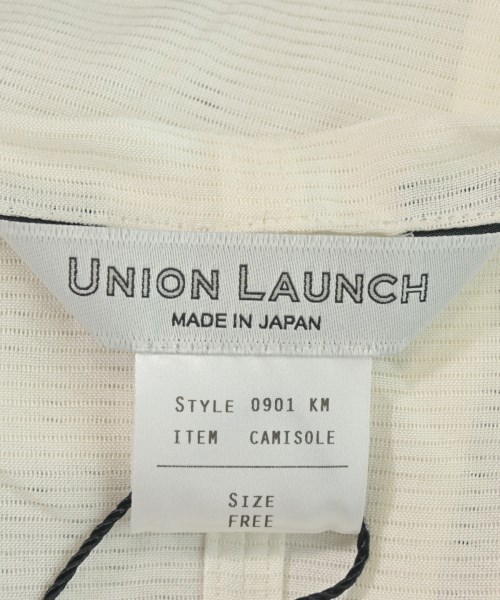 UNION LAUNCH
MADE IN JAPAN
STYLE 0901 KM
ITEM CAMISOLE
SIZE
FREE